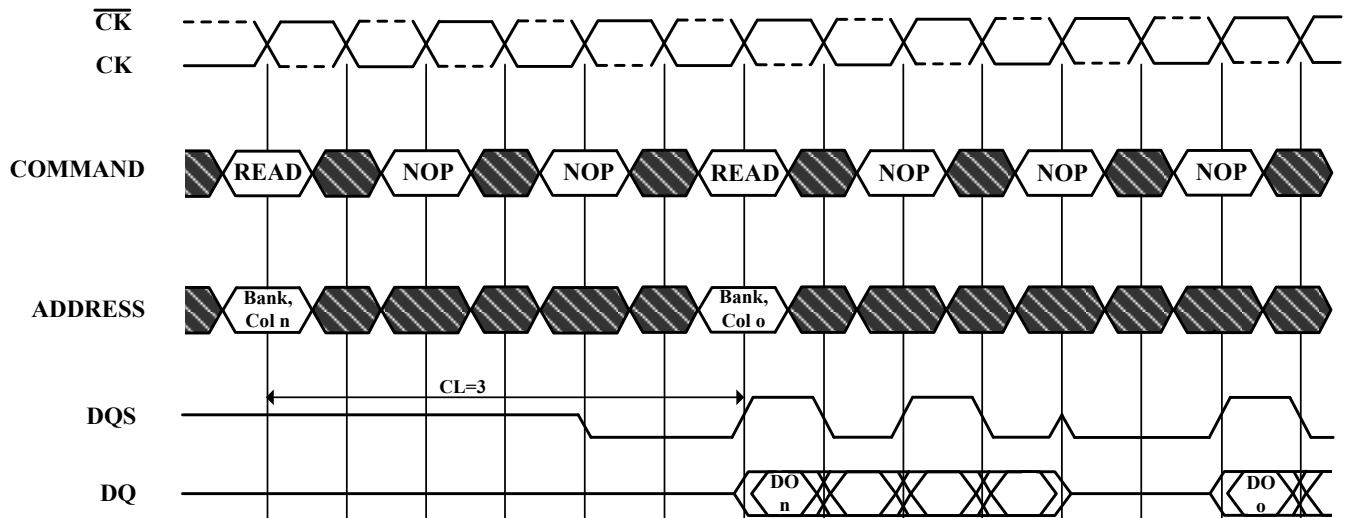 CK
CK
COMMAND
READ NOP NOP READ NOP NOP NOP
ADDRESS
Bank,
Col n
Bank,
Col o
CL=3
DQS
DQ
DO
n
DO
o